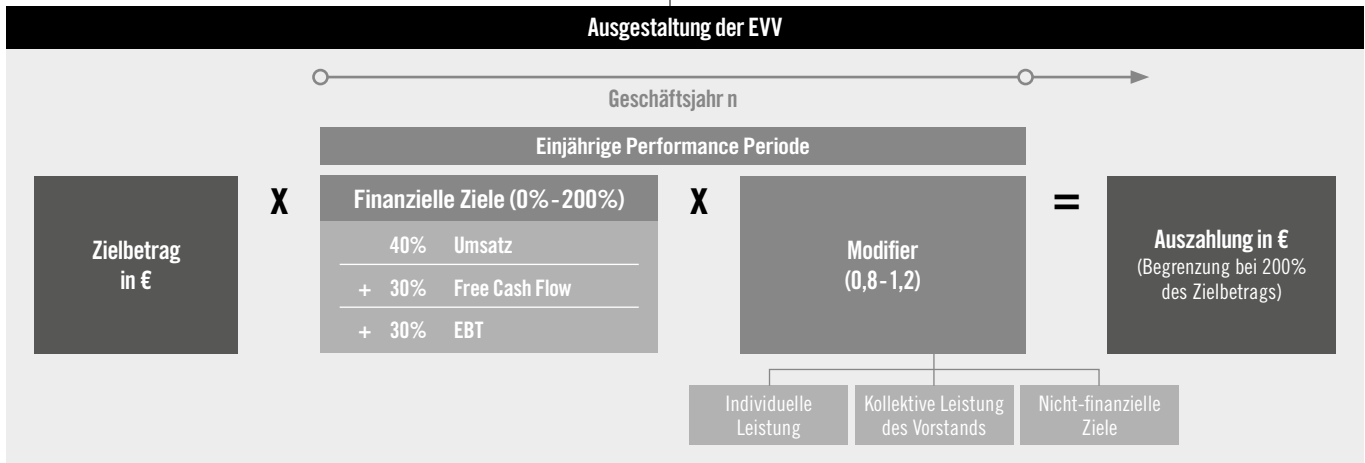 Ausgestaltung der EVV
Geschäftsjahr n
Einjährige Performance Periode
Zielbetrag
in €
X
Finanzielle Ziele (0%-200%)
40% Umsatz
+ 30% Free Cash Flow
+ 30% EBT
X
Modifier
(0,8-1,2)
=
Auszahlung in €
(Begrenzung bei 200%
des Zielbetrags)
Individuelle
Leistung
Kollektive Leistung
des Vorstands
Nicht-finanzielle
Ziele